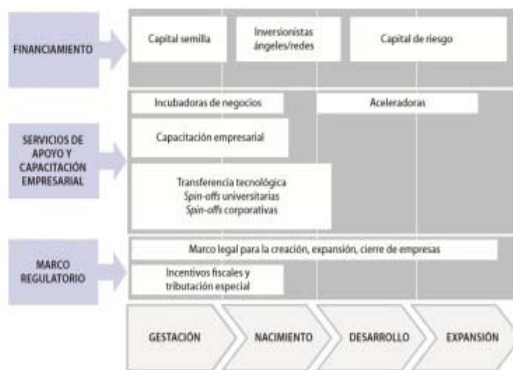 FINANCIAMIENTO
Capital semilla
Inversionistas
ángeles/redes
Capital de riesgo
SERVICIOS DE
APOYO Y
CAPACITACIÓN
EMPRESARIAL
Incubadoras de negocios
Aceleradoras
Capacitación empresarial
Transferencia tecnológica
Spin-offs universitarias
Spin-offs corporativas
MARCO
REGULATORIO
Marco legal para la creación, expansión, cierre de empresas
Incentivos fiscales y
tributación especial
GESTACIÓN
NACIMIENTO
DESARROLLO
EXPANSIÓN